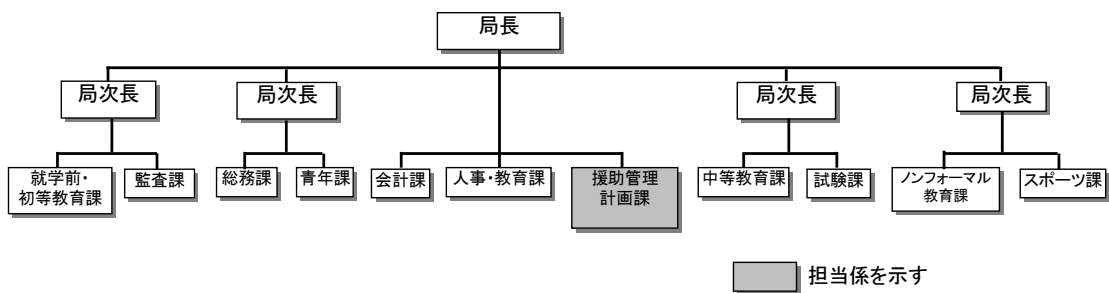 局長
局次長
局次長
局次長
局次長
就学前・
初等教育課
監査課
総務課
青年課
会計課
人事・教育課
援助管理
計画課
中等教育課
試験課
ノンフォーマル
教育課
スポーツ課
担当係を示す